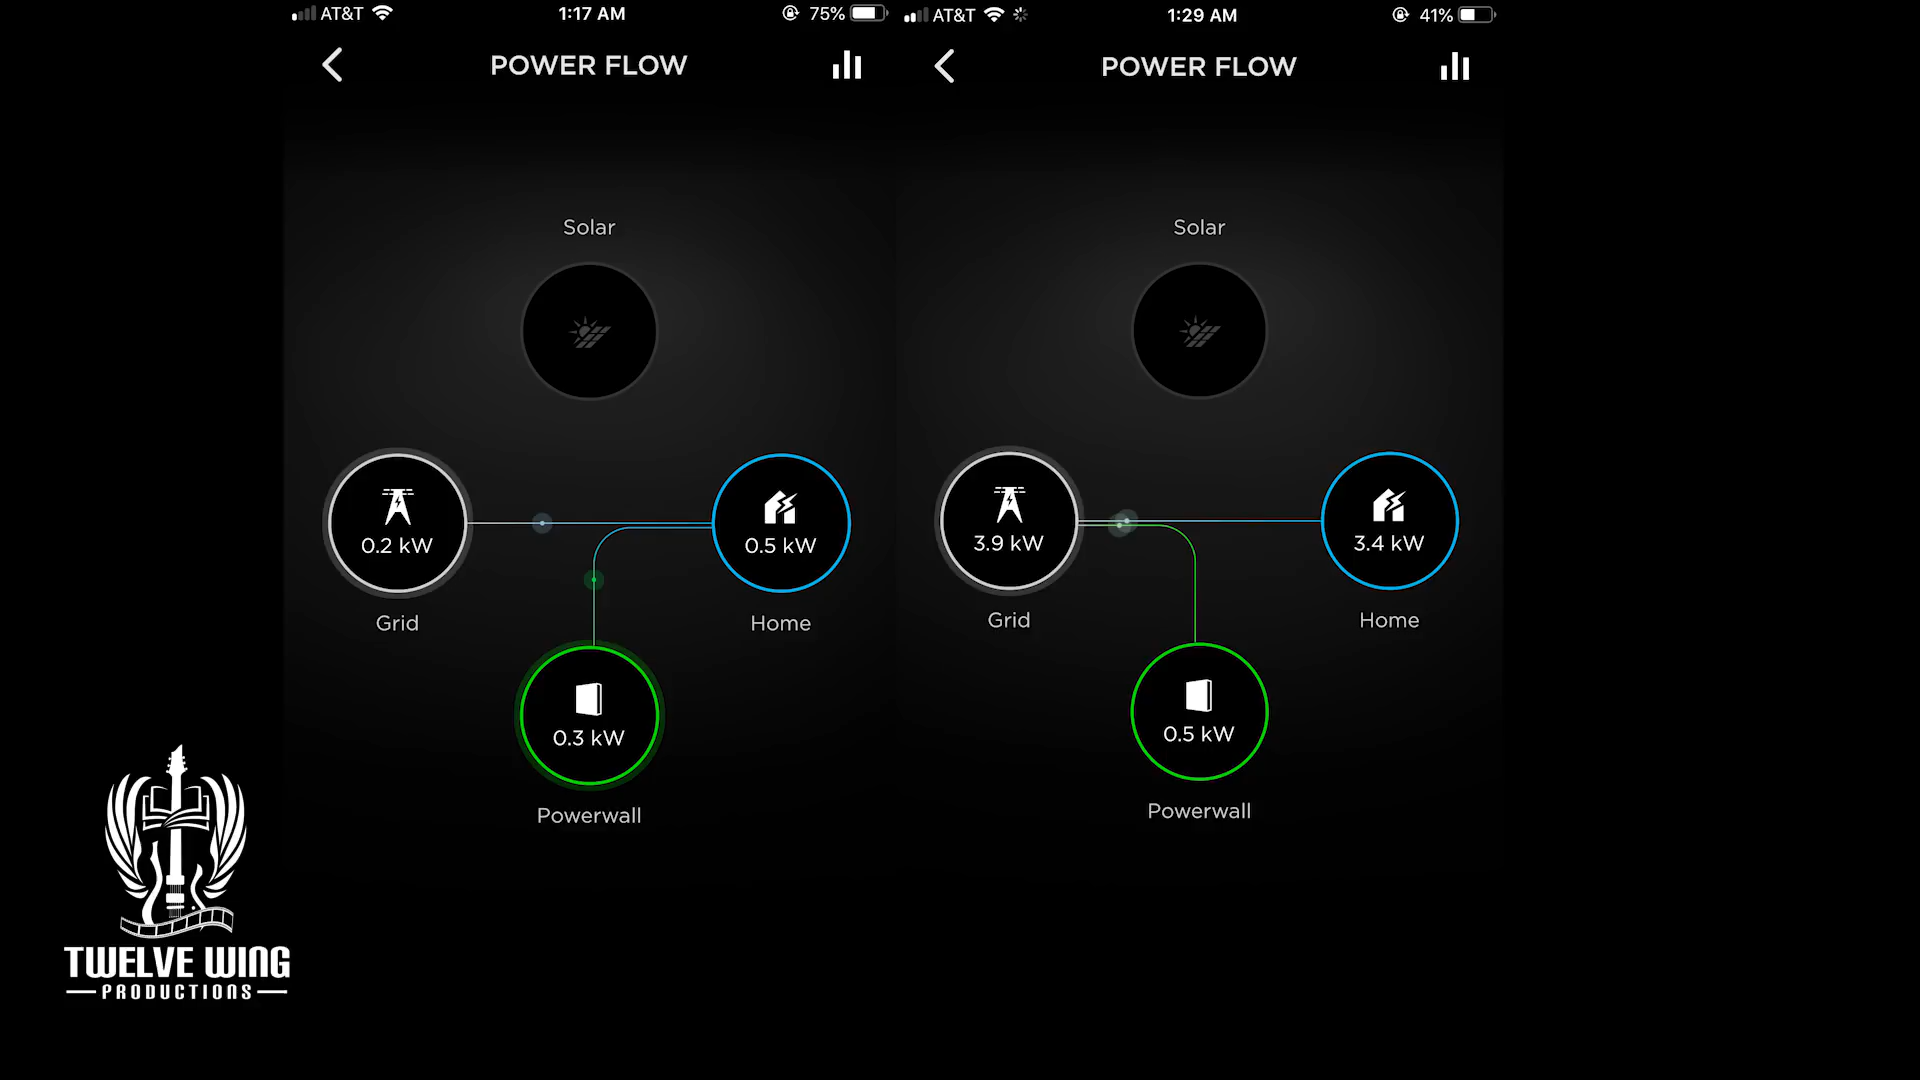 AT&T 1:17 AM 75%
POWER FLOW
Solar
0.2 kW
0.5 kW
Grid
Home
0.3 kW
Powerwall
AT&T 1:29 AM 41%
POWER FLOW
Solar
3.9 kW
3.4 kW
Grid
Home
0.5 kW
Powerwall
TWELVE WING
PRODUCTIONS